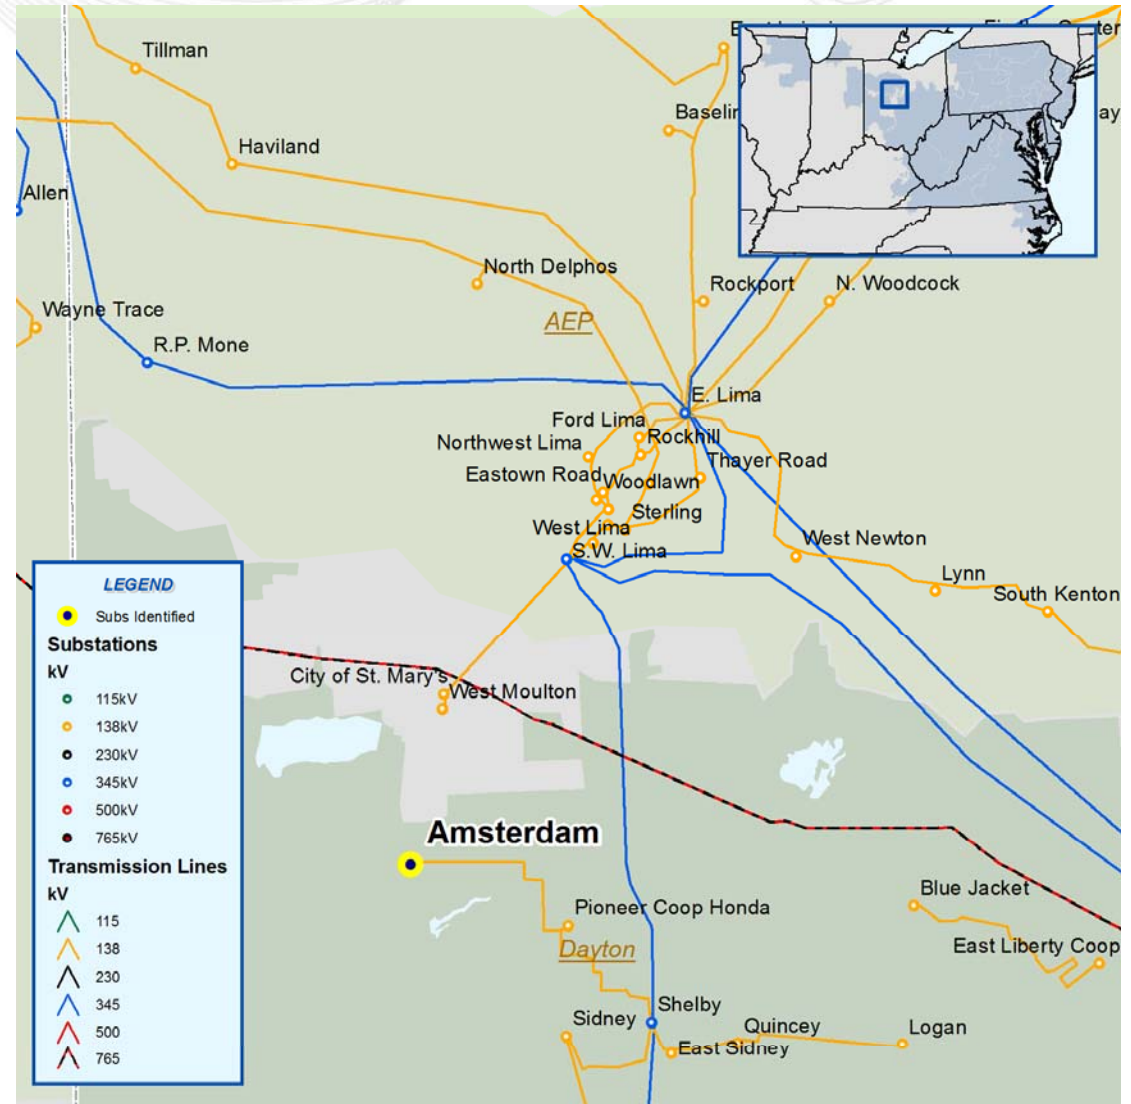 Tillman
Haviland
Baselin
ay
Allen
North Delphos
Rockport
N. Woodcock
Wayne Trace
AEP
R.P. Mone
E. Lima
Ford Lima
Rockhill
Northwest Lima
Thayer Road
Eastown Road
Woodlawn
Sterling
West Lima
S.W. Lima
West Newton
Lynn
South Kenton
City of St. Mary's
West Moulton
Amsterdam
Pioneer Coop Honda
Blue Jacket
Dayton
East Liberty Coop
Shelby
Sidney
Quincey
Logan
East Sidney
LEGEND
Subs Identified
Substations
kV
115kV
138kV
230kV
345kV
500kV
765kV
Transmission Lines
kV
115
138
230
345
500
765